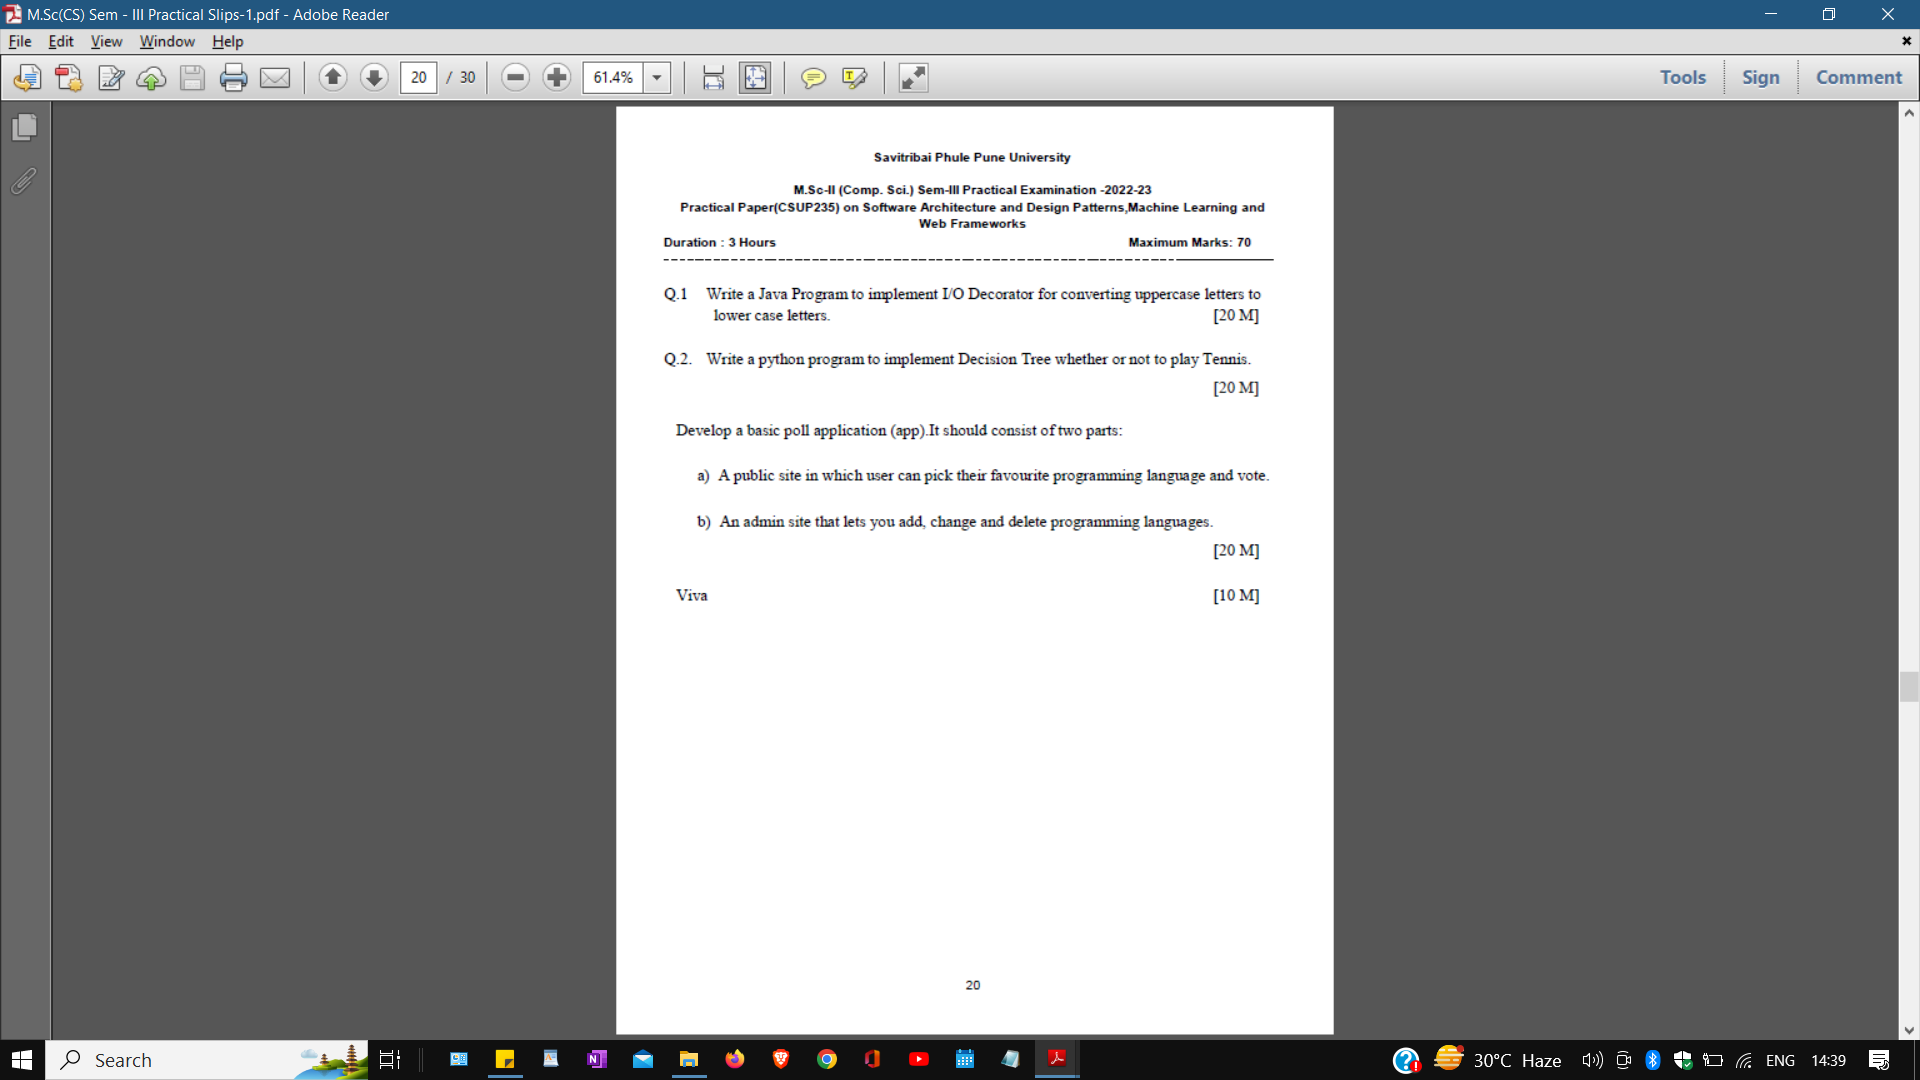 M.Sc(CS) Sem - III Practical Slips-1.pdf - Adobe Reader
File Edit View Window Help
20 / 30 61.4% Tools Sign Comment
Savitribai Phule Pune University
M.Sc-II (Comp. Sci.) Sem-III Practical Examination -2022-23
Practical Paper(CSUP235) on Software Architecture and Design Patterns,Machine Learning and
Web Frameworks
Duration : 3 Hours Maximum Marks: 70
Q.1 Write a Java Program to implement I/O Decorator for converting uppercase letters to
lower case letters. [20 M]
Q.2. Write a python program to implement Decision Tree whether or not to play Tennis.
[20 M]
Develop a basic poll application (app).It should consist of two parts:
a) A public site in which user can pick their favourite programming language and vote.
b) An admin site that lets you add, change and delete programming languages.
[20 M]
Viva [10 M]
20
Search 30°C Haze ENG 14:39